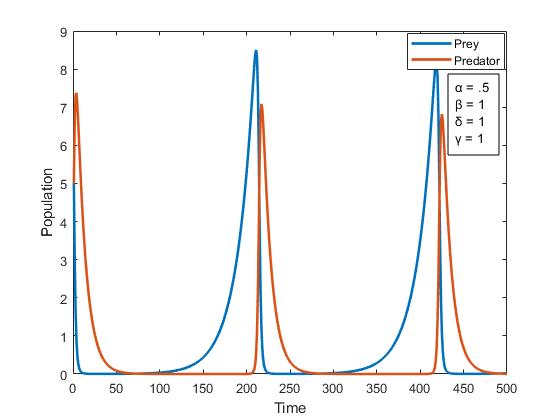 Prey
Predator
α = .5
β = 1
δ = 1
γ = 1
9
8
7
6
5
4
3
2
1
0
Population
0
50
100
150
200
250
300
350
400
450
500
Time